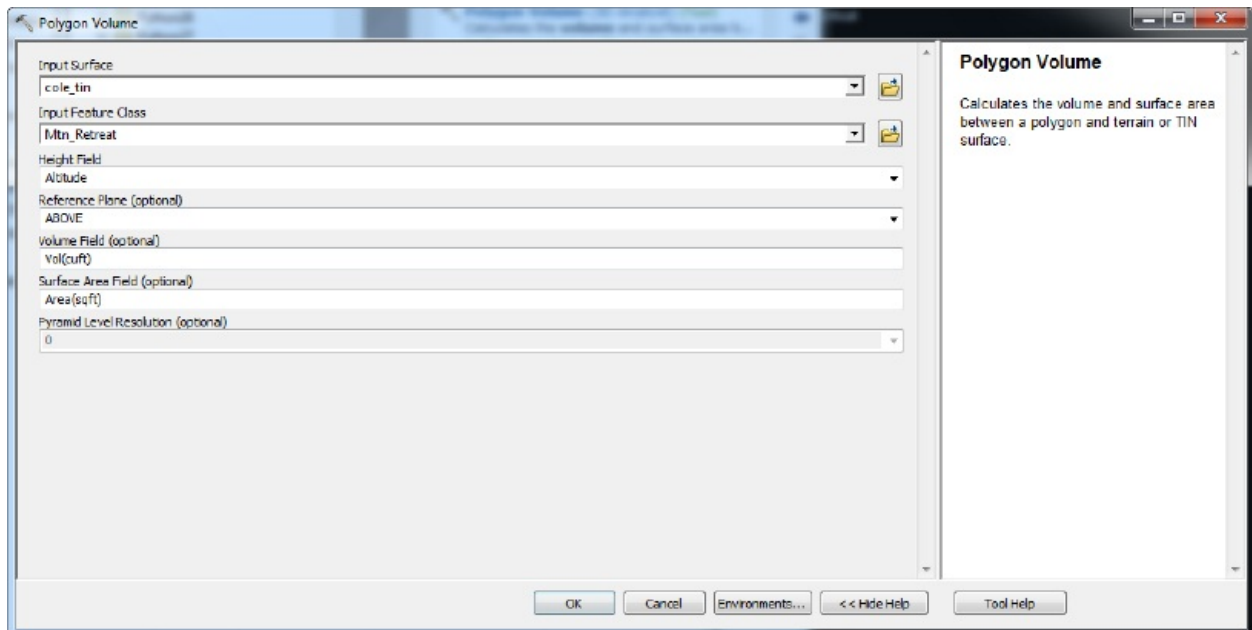 Polygon Volume
Input Surface
cole_tin
Input Feature Class
Mtn_Retreat
Height Field
Altitude
Reference Plane (optional)
ABOVE
Volume Field (optional)
Vol(cuft)
Surface Area Field (optional)
Area(sqft)
Pyramid Level Resolution (optional)
0
Polygon Volume
Calculates the volume and surface area
between a polygon and terrain or TIN
surface.
OK
Cancel
Environments...
<< Hide Help
Tool Help